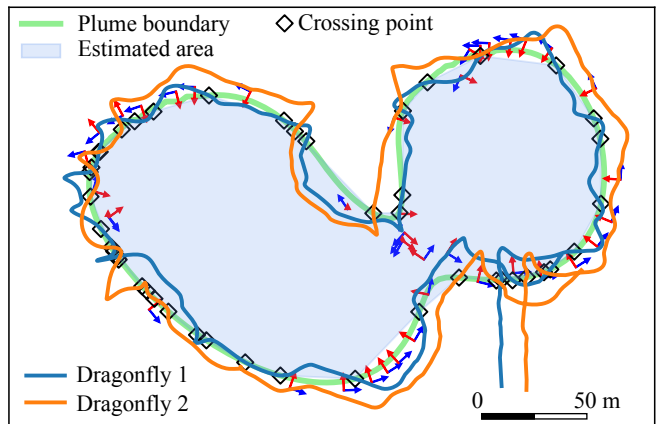 Plume boundary
Crossing point
Estimated area
Dragonfly 1
Dragonfly 2
0
50 m